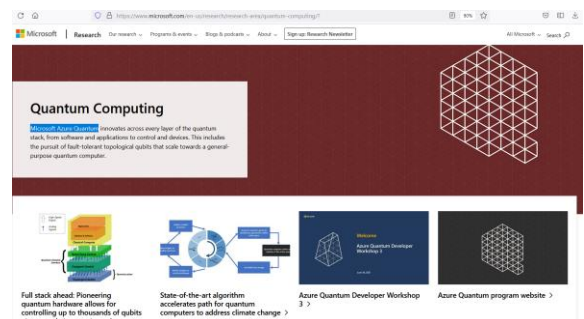 https://www.microsoft.com/en-us/research/research-area/quantum-computing/?
90%
Microsoft
Research
Our research
Programs & events
Blogs & podcasts
About
Sign up: Research Newsletter
All Microsoft
Search
Quantum Computing
Microsoft Azure Quantum innovates across every layer of the quantum
stack, from software and applications to control and devices. This includes
the pursuit of fault-tolerant topological qubits that scale towards a general-
purpose quantum computer.
Welcome
Azure Quantum Developer
Workshop 3
Full stack ahead: Pioneering
quantum hardware allows for
controlling up to thousands of qubits
State-of-the-art algorithm
accelerates path for quantum
computers to address climate change >
Azure Quantum Developer Workshop
3 >
Azure Quantum program website >